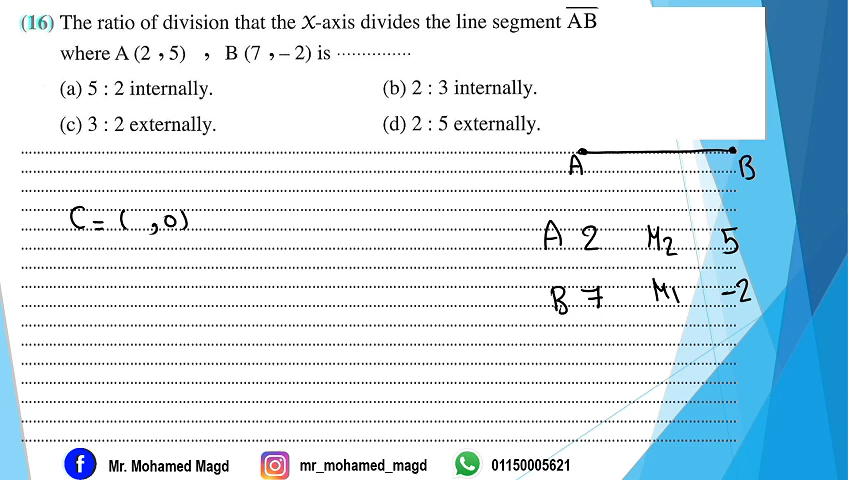 (16) The ratio of division that the X-axis divides the line segment AB
where A (2 , 5) , B (7 , – 2) is ···············
(a) 5 : 2 internally.
(b) 2 : 3 internally.
(c) 3 : 2 externally.
(d) 2 : 5 externally.
A B
C = ( , 0)
A 2 M2 5
B 7 M1 -2
f Mr. Mohamed Magd mr_mohamed_magd 01150005621